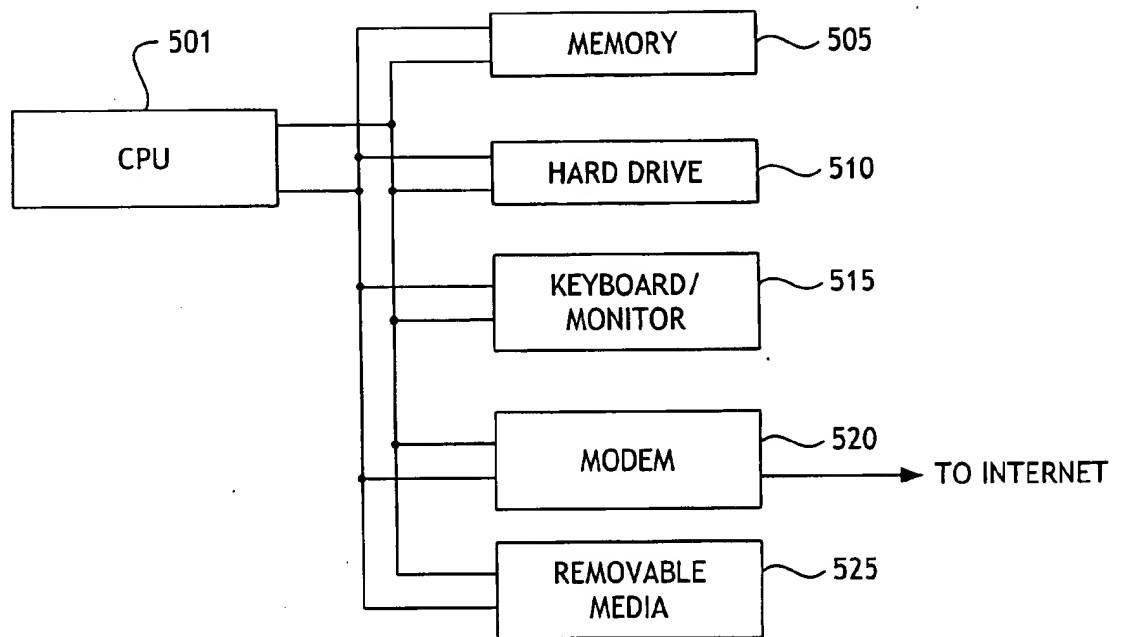 501
CPU
MEMORY
505
HARD DRIVE
510
KEYBOARD/
MONITOR
515
MODEM
520
TO INTERNET
REMOVABLE
MEDIA
525